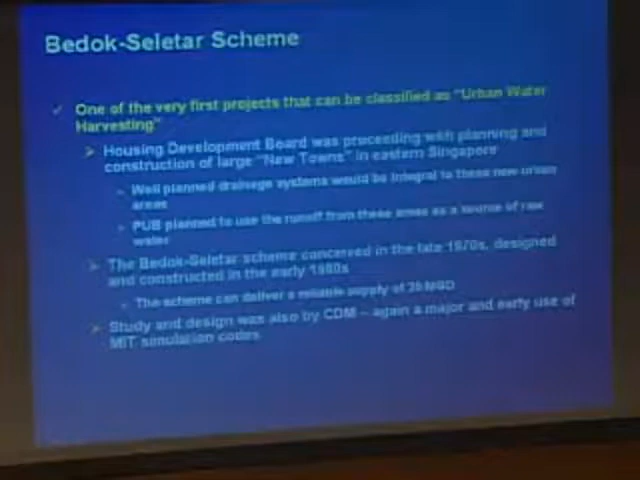 Bedok-Seletar Scheme
One of the very first projects that can be classified as "Urban Water
Harvesting"
Housing Development Board was proceeding with planning and
construction of large "New Towns" in eastern Singapore
Well planned drainage systems would be integral to these new urban
areas
PUB planned to use the runoff from these areas as a source of raw
water
The Bedok-Seletar scheme conceived in the late 1970s, designed
and constructed in the early 1980s
The scheme can deliver a reliable supply of MGD
Study and design was also by CDM – again a major and early use of
MIT simulation codes